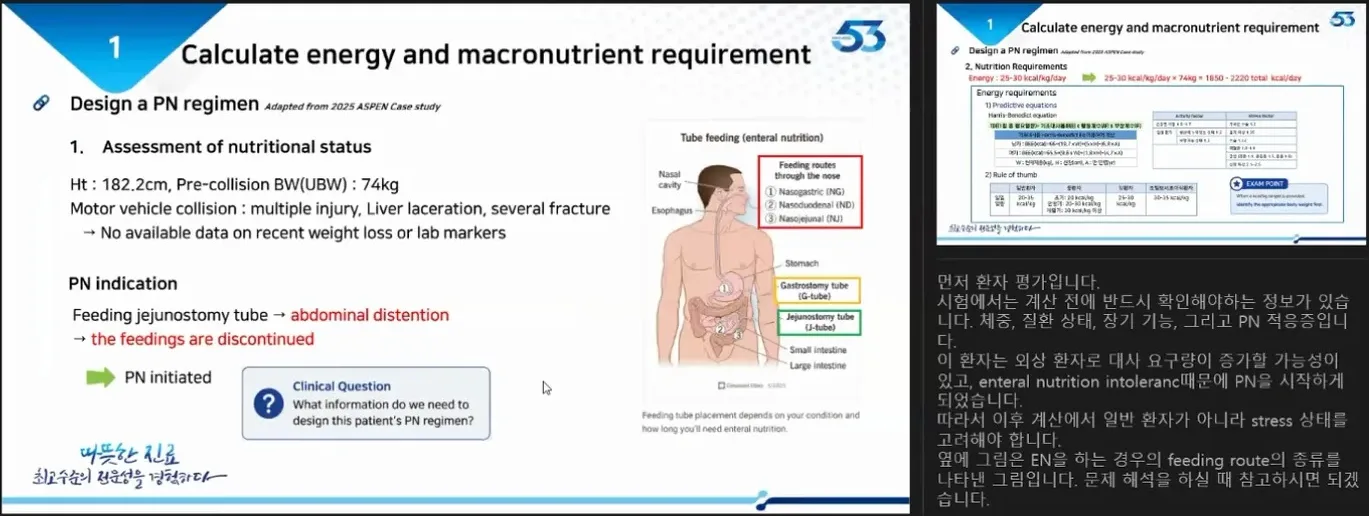 1
Calculate energy and macronutrient requirement
53
Design a PN regimen Adapted from 2025 ASPEN Case study
1. Assessment of nutritional status
Ht : 182.2cm, Pre-collision BW(UBW) : 74kg
Motor vehicle collision : multiple injury, Liver laceration, several fracture
→ No available data on recent weight loss or lab markers
PN indication
Feeding jejunostomy tube → abdominal distention
→ the feedings are discontinued
PN initiated
?
Clinical Question
What information do we need to
design this patient's PN regimen?
따뜻한 진료
최고수준의 전문성을 경험하다
Tube feeding (enteral nutrition)
Nasal
cavity
Esophagus
Feeding routes
through the nose
① Nasogastric (NG)
② Nasoduodenal (ND)
③ Nasojejunal (NJ)
Stomach
Gastrostomy tube
(G-tube)
Jejunostomy tube
(J-tube)
Small intestine
Large intestine
Feeding tube placement depends on your condition and
how long you'll need enteral nutrition.
1
Calculate energy and macronutrient requirement
53
Design a PN regimen Adapted from 2025 ASPEN Case study
2, Nutrition Requirements
Energy : 25-30 kcal/kg/day 25-30 kcal/kg/day × 74kg = 1850 - 2220 total kcal/day
Energy requirements
1) Predictive equations
Harris-Benedict equation
2) Rule of thumb
EXAM POINT
먼저 환자 평가입니다.
시험에서는 계산 전에 반드시 확인해야하는 정보가 있습니
다. 체중, 질환 상태, 장기 기능, 그리고 PN 적응증입니
다.
이 환자는 외상 환자로 대사 요구량이 증가할 가능성이
있고, enteral nutrition intoleranc때문에 PN을 시작하게
되었습니다.
따라서 이후 계산에서 일반 환자가 아니라 stress 상태를
고려해야 합니다.
옆에 그림은 EN을 하는 경우의 feeding route의 종류를
나타낸 그림입니다. 문제 해석을 하실 때 참고하시면 되겠
습니다.